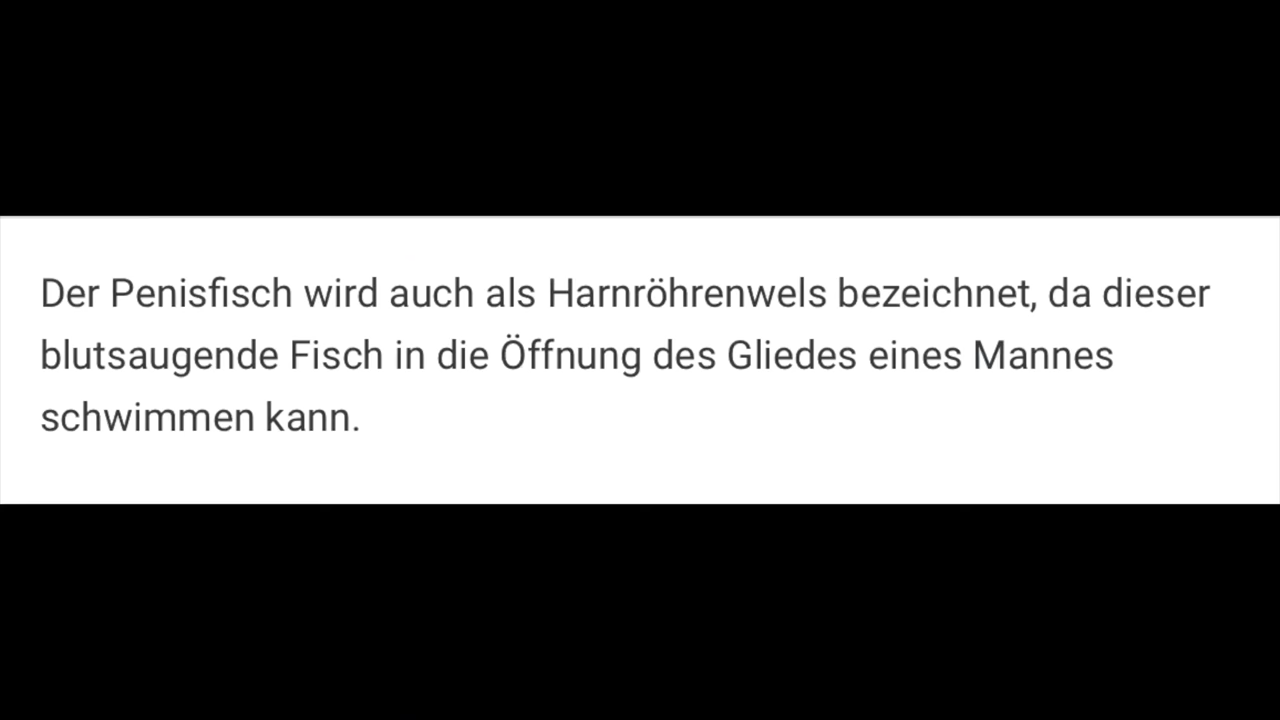 Der Penisfisch wird auch als Harnröhrenwels bezeichnet, da dieser
blutsaugende Fisch in die Öffnung des Gliedes eines Mannes
schwimmen kann.